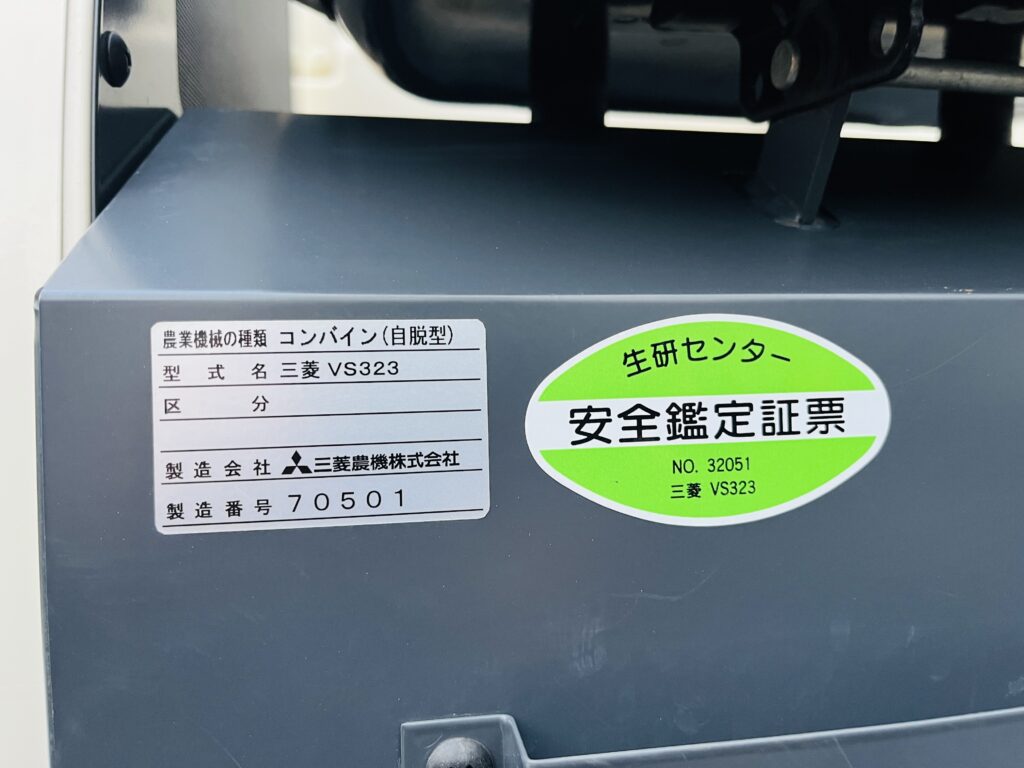 農業機械の種類 コンバイン(自脱型)
型式名 三菱 VS323
区分
製造会社 三菱農機株式会社
製造番号 70501
生研センター
安全鑑定証票
NO. 32051
三菱 VS323